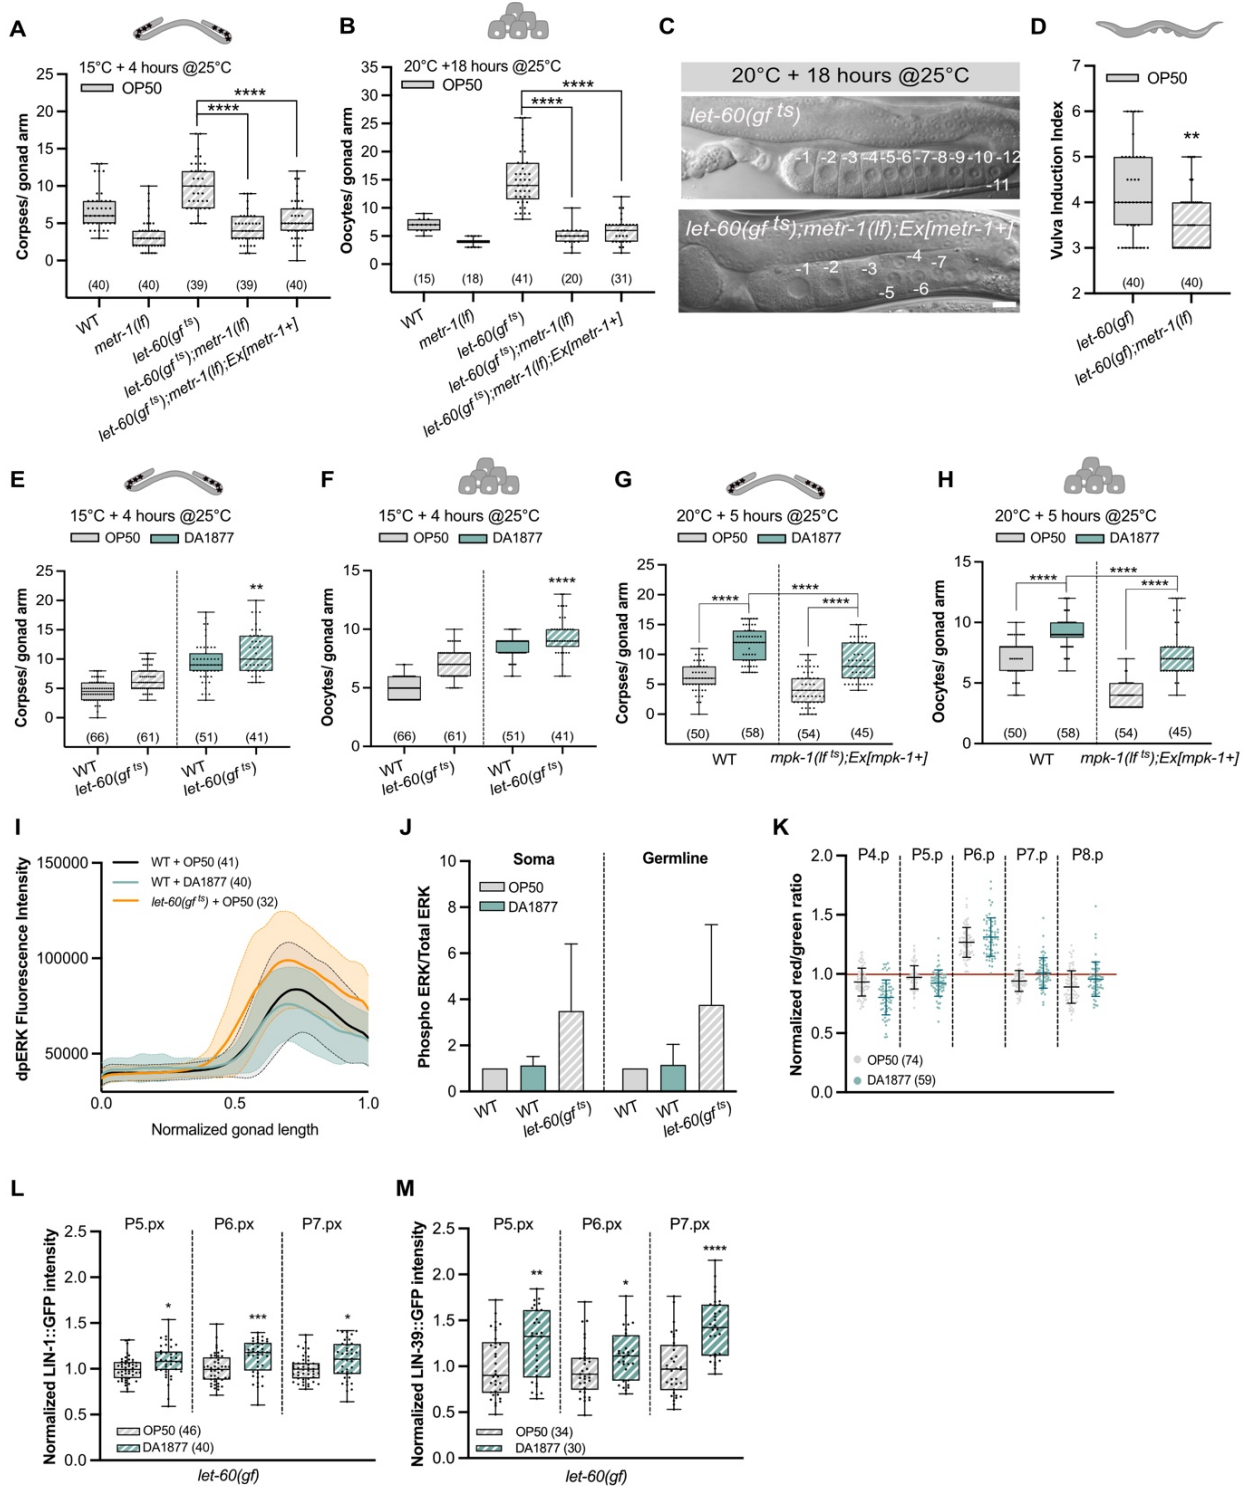 A
15°C + 4 hours @25°C
OP50
Corpses/ gonad arm
25
20
15
10
5
0
****
****
(40)
(40)
(39)
(39)
(40)
WT
metr-1(lf)
let-60(gf ts)
let-60(gf ts);metr-1(lf)
let-60(gf ts);metr-1(lf);Ex[metr-1+]
B
20°C +18 hours @25°C
OP50
Oocytes/ gonad arm
35
30
25
20
15
10
5
0
****
****
(15)
(18)
(41)
(20)
(31)
WT
metr-1(lf)
let-60(gf ts)
let-60(gf ts);metr-1(lf)
let-60(gf ts);metr-1(lf);Ex[metr-1+]
C
20°C + 18 hours @25°C
let-60(gf ts)
-1 -2 -3 -4 -5 -6 -7 -8 -9 -10 -12
-11
let-60(gf ts);metr-1(lf);Ex[metr-1+]
-1 -2 -3 -4 -7
-5 -6
D
OP50
Vulva Induction Index
7
6
5
4
3
2
**
(40)
(40)
let-60(gf)
let-60(gf);metr-1(lf)
E
15°C + 4 hours @25°C
OP50 DA1877
Corpses/ gonad arm
25
20
15
10
5
0
**
(66)
(61)
(51)
(41)
WT
let-60(gf ts)
WT
let-60(gf ts)
F
15°C + 4 hours @25°C
OP50 DA1877
Oocytes/ gonad arm
15
10
5
0
****
(66)
(61)
(51)
(41)
WT
let-60(gf ts)
WT
let-60(gf ts)
G
20°C + 5 hours @25°C
OP50 DA1877
Corpses/ gonad arm
25
20
15
10
5
0
****
****
****
(50)
(58)
(54)
(45)
WT
mpk-1(lf ts);Ex[mpk-1+]
H
20°C + 5 hours @25°C
OP50 DA1877
Oocytes/ gonad arm
15
10
5
0
****
****
****
(50)
(58)
(54)
(45)
WT
mpk-1(lf ts);Ex[mpk-1+]
I
WT + OP50 (41)
WT + DA1877 (40)
let-60(gf ts) + OP50 (32)
dpERK Fluorescence Intensity
150000
100000
50000
0.0
0.5
1.0
Normalized gonad length
J
Soma
Germline
OP50
DA1877
Phospho ERK/Total ERK
10
8
6
4
2
0
WT
WT
let-60(gf ts)
WT
WT
let-60(gf ts)
K
P4.p
P5.p
P6.p
P7.p
P8.p
Normalized red/green ratio
2.0
1.5
1.0
0.5
0.0
OP50 (74)
DA1877 (59)
L
P5.px
P6.px
P7.px
Normalized LIN-1::GFP intensity
2.5
2.0
1.5
1.0
0.5
0.0
*
***
*
OP50 (46)
DA1877 (40)
let-60(gf)
M
P5.px
P6.px
P7.px
Normalized LIN-39::GFP intensity
2.5
2.0
1.5
1.0
0.5
0.0
**
*
****
OP50 (34)
DA1877 (30)
let-60(gf)